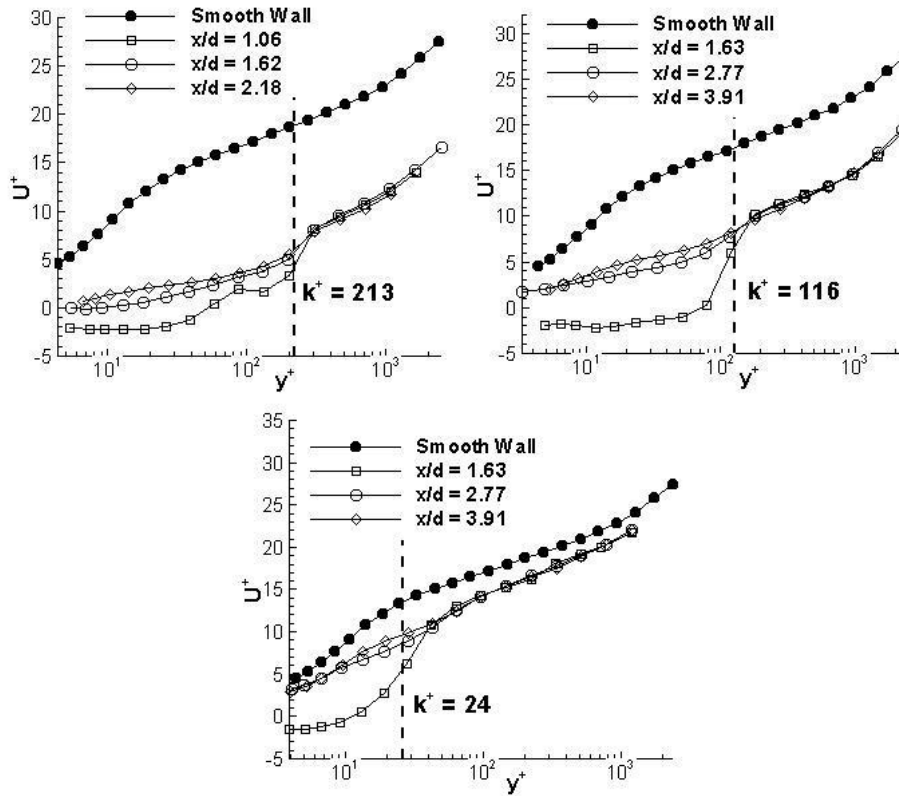 30
25
20
15
10
5
0
-5
U+
Smooth Wall
x/d = 1.06
x/d = 1.62
x/d = 2.18
k+ = 213
10¹
10²
10³
y+
30
25
20
15
10
5
0
-5
U+
Smooth Wall
x/d = 1.63
x/d = 2.77
x/d = 3.91
k+ = 116
10¹
10²
10³
y+
35
30
25
20
15
10
5
0
-5
U+
Smooth Wall
x/d = 1.63
x/d = 2.77
x/d = 3.91
k+ = 24
10¹
10²
10³
y+